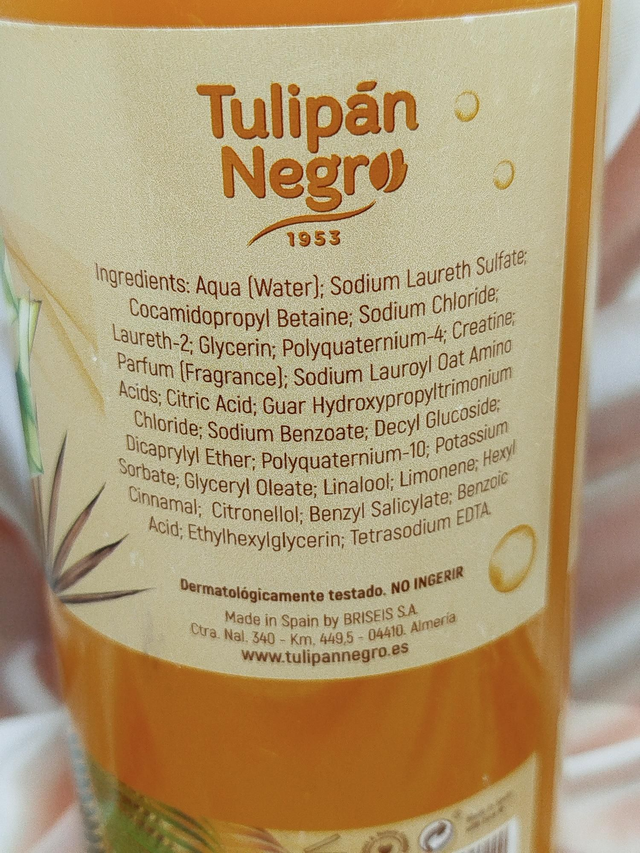 Tulipán
Negro
1953
Ingredients: Aqua (Water); Sodium Laureth Sulfate;
Cocamidopropyl Betaine; Sodium Chloride;
Laureth-2; Glycerin; Polyquaternium-4; Creatine;
Parfum (Fragrance); Sodium Lauroyl Oat Amino
Acids; Citric Acid; Guar Hydroxypropyltrimonium
Chloride; Sodium Benzoate; Decyl Glucoside;
Dicaprylyl Ether; Polyquaternium-10; Potassium
Sorbate; Glyceryl Oleate; Linalool; Limonene; Hexyl
Cinnamal; Citronellol; Benzyl Salicylate; Benzoic
Acid; Ethylhexylglycerin; Tetrasodium EDTA.
Dermatológicamente testado. NO INGERIR
Made in Spain by BRISEIS S.A.
Ctra. Nal. 340 - Km. 449,5 - 04410. Almería
www.tulipannegro.es